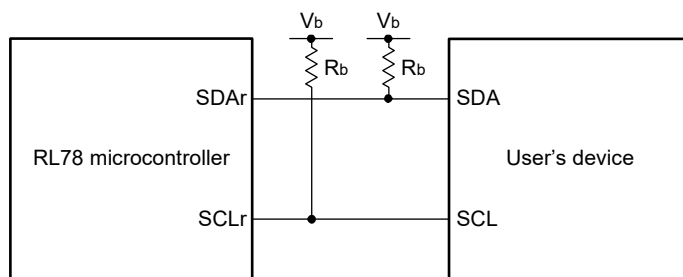 Vb Vb
Rb Rb
SDAr SDA
RL78 microcontroller User’s device
SCLr SCL